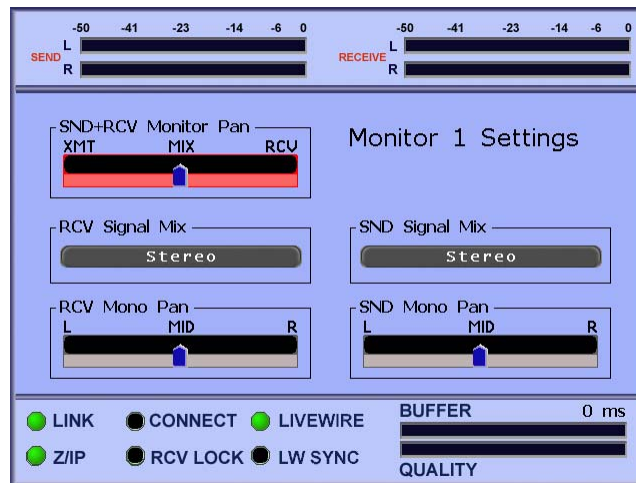 -50 -41 -23 -14 -6 0
-50 -41 -23 -14 -6 0
SEND L
R
RECEIVE L
R
SND+RCV Monitor Pan
XMT MIX RCV
Monitor 1 Settings
RCV Signal Mix
Stereo
SND Signal Mix
Stereo
RCV Mono Pan
L MID R
SND Mono Pan
L MID R
LINK CONNECT LIVEWIRE
Z/IP RCV LOCK LW SYNC
BUFFER 0 ms
QUALITY